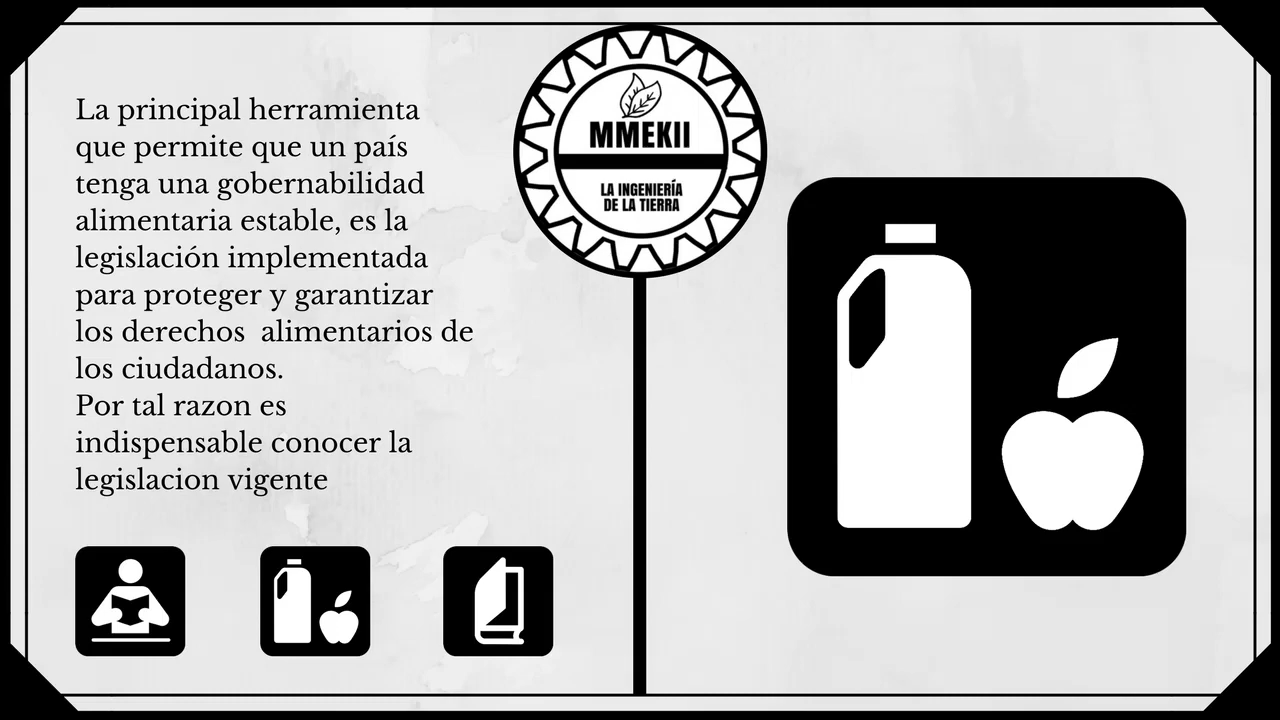 La principal herramienta
que permite que un país
tenga una gobernabilidad
alimentaria estable, es la
legislación implementada
para proteger y garantizar
los derechos  alimentarios de
los ciudadanos.
Por tal razon es
indispensable conocer la
legislacion vigente
MMEKII
LA INGENIERÍA
DE LA TIERRA